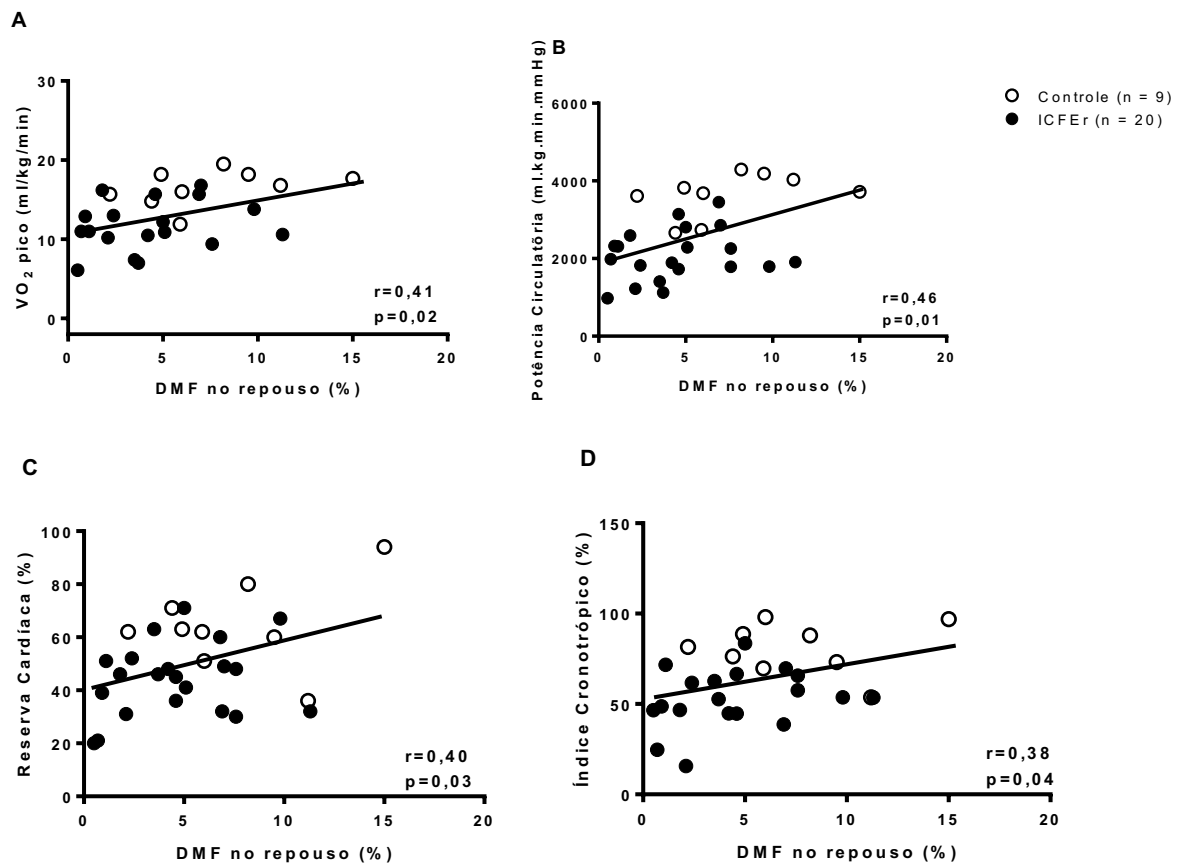 A
VO2 pico (ml/kg/min)
30
20
10
0
0 5 10 15 20
r=0,41
p=0,02
DMF no repouso (%)
B
Potência Circulatória (ml.kg.min.mmHg)
6000
4000
2000
0
0 5 10 15 20
r=0,46
p=0,01
DMF no repouso (%)
Controle (n = 9)
ICFEr (n = 20)
C
Reserva Cardíaca (%)
100
80
60
40
20
0
0 5 10 15 20
r=0,40
p=0,03
DMF no repouso (%)
D
Índice Cronotrópico (%)
150
100
50
0
0 5 10 15 20
r=0,38
p=0,04
DMF no repouso (%)